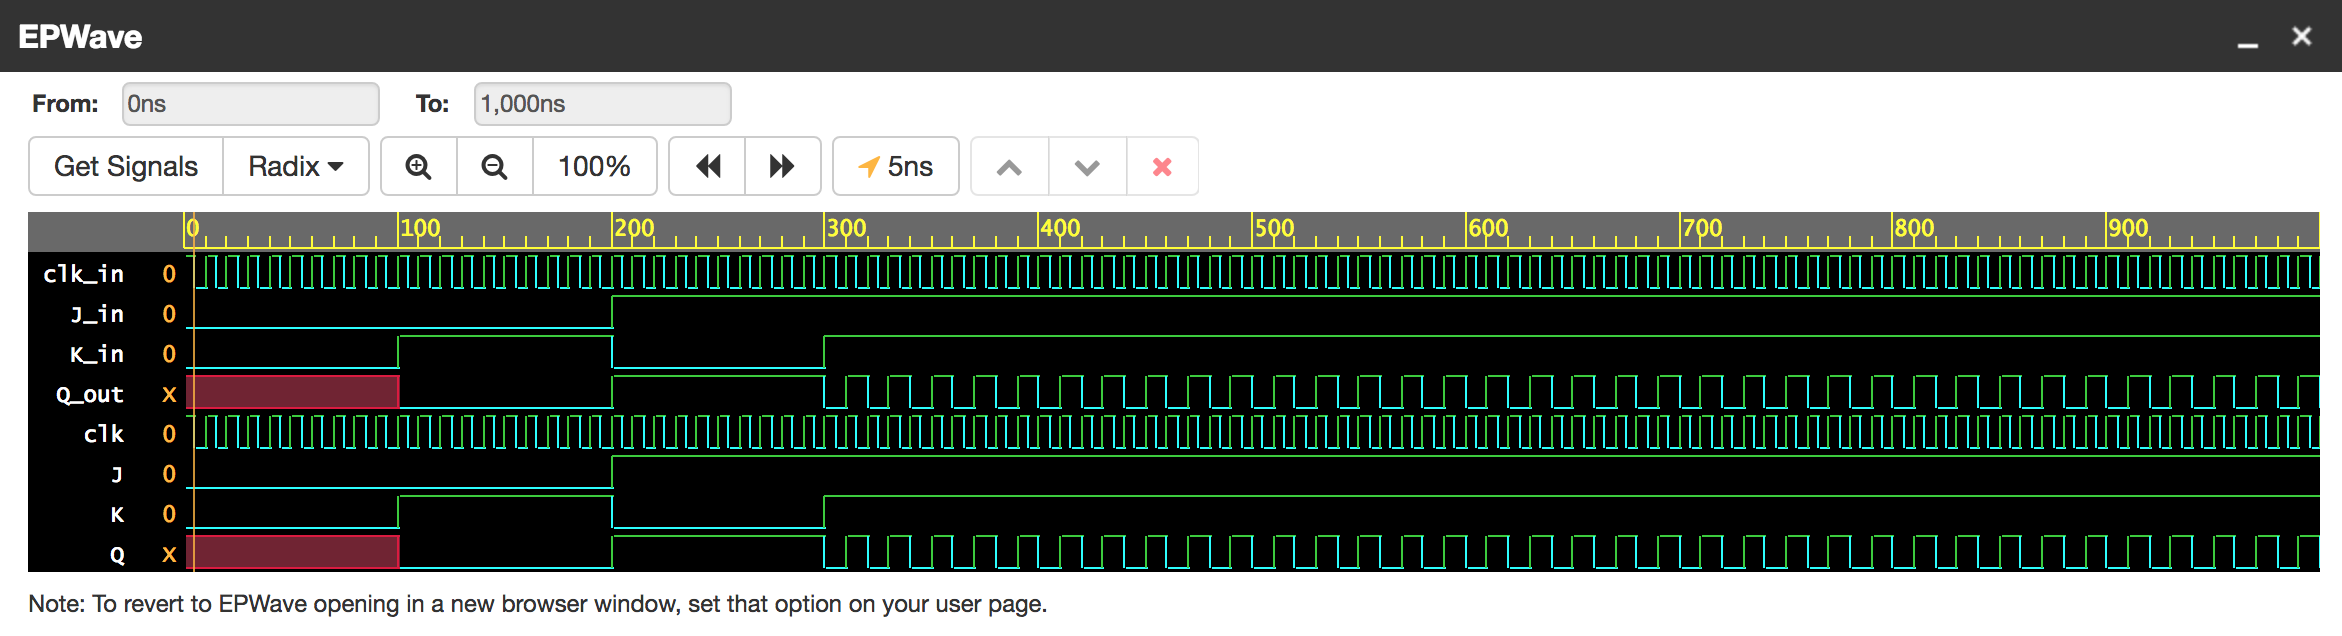 EPWave
From: 0ns To: 1,000ns
Get Signals Radix 100% 5ns
0 100 200 300 400 500 600 700 800 900
clk_in 0
J_in 0
K_in 0
Q_out x
clk 0
J 0
K 0
Q x
Note: To revert to EPWave opening in a new browser window, set that option on your user page.